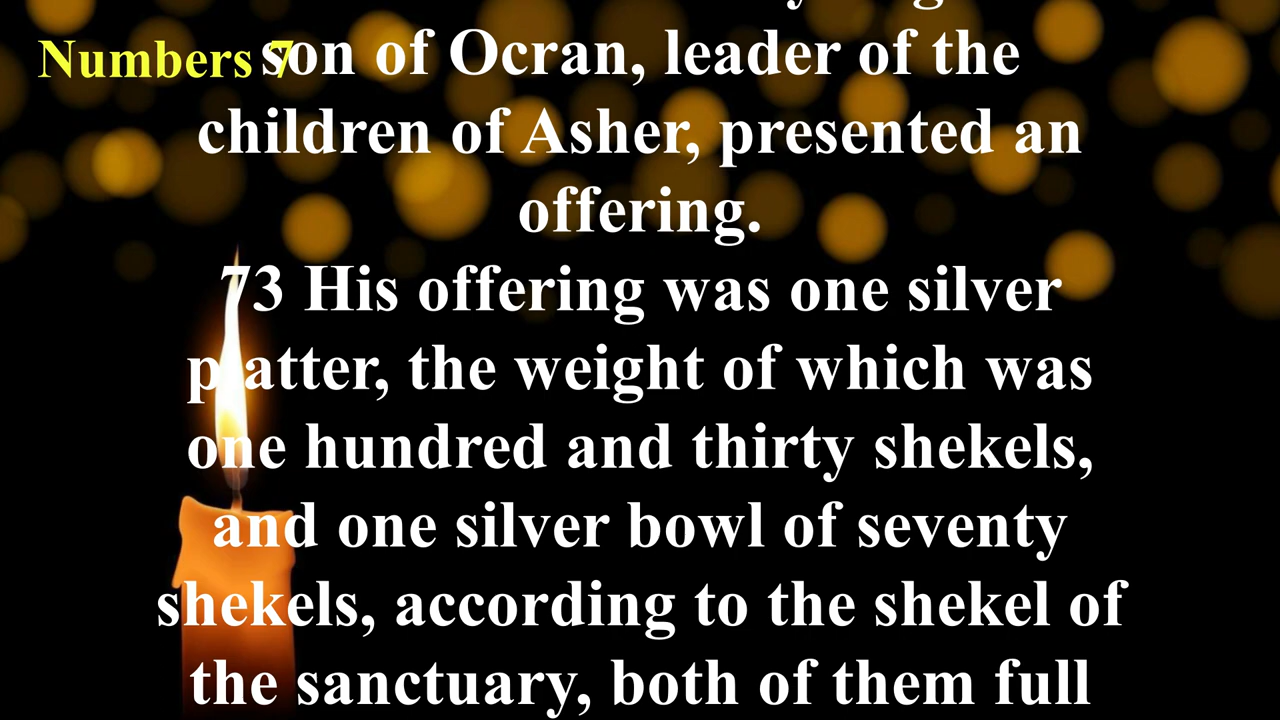 Numbers 7
son of Ocran, leader of the
children of Asher, presented an
offering.
73 His offering was one silver
platter, the weight of which was
one hundred and thirty shekels,
and one silver bowl of seventy
shekels, according to the shekel of
the sanctuary, both of them full